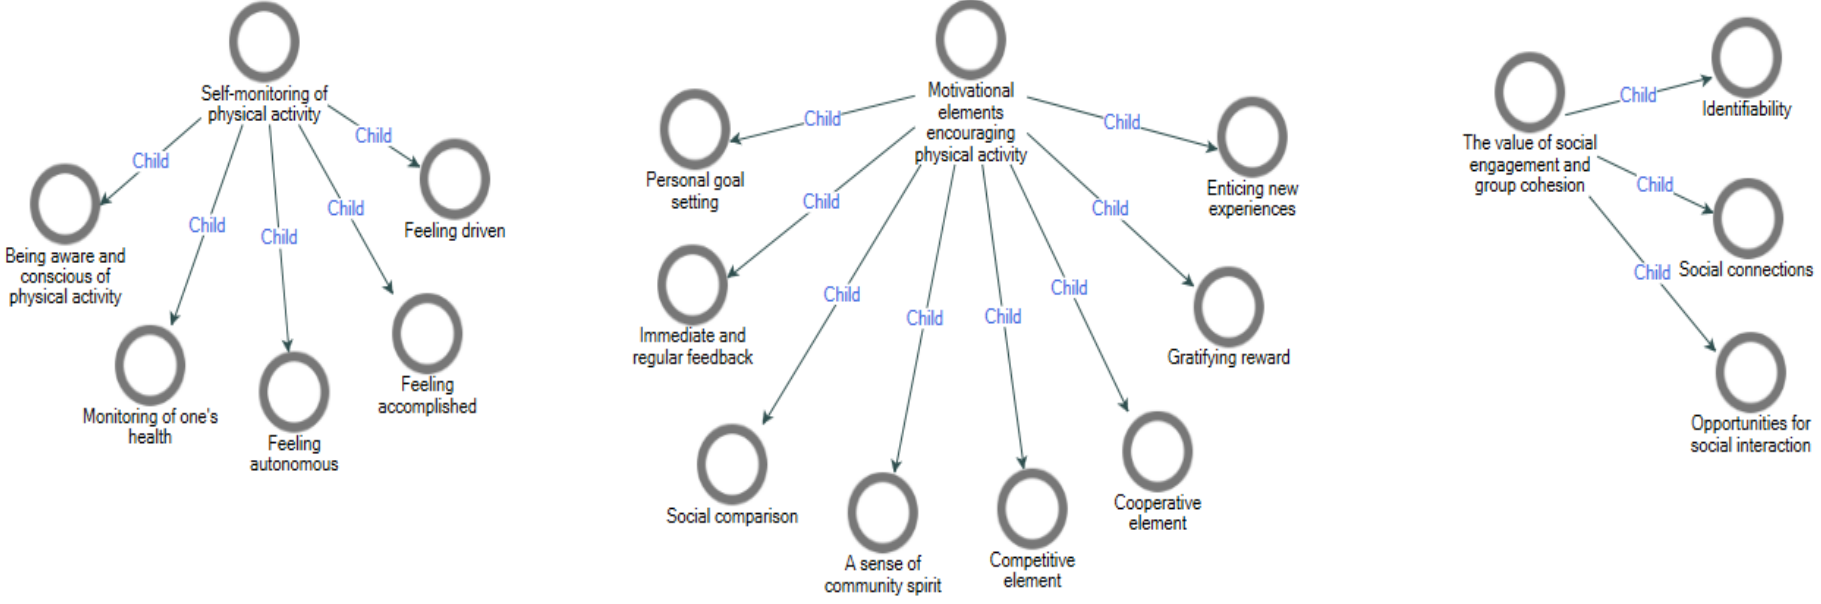 Self-monitoring of
physical activity
Child
Child
Child
Child
Child
Being aware and
conscious of
physical activity
Monitoring of one's
health
Feeling
autonomous
Feeling
accomplished
Feeling driven
Motivational
elements
encouraging
physical activity
Child
Child
Child
Child
Child
Child
Child
Child
Personal goal
setting
Immediate and
regular feedback
Social comparison
A sense of
community spirit
Competitive
element
Cooperative
element
Gratifying reward
Enticing new
experiences
The value of social
engagement and
group cohesion
Child
Child
Child
Identifiability
Social connections
Opportunities for
social interaction